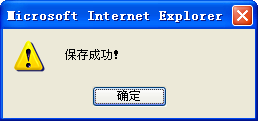 Microsoft Internet Explorer
保存成功!
确定